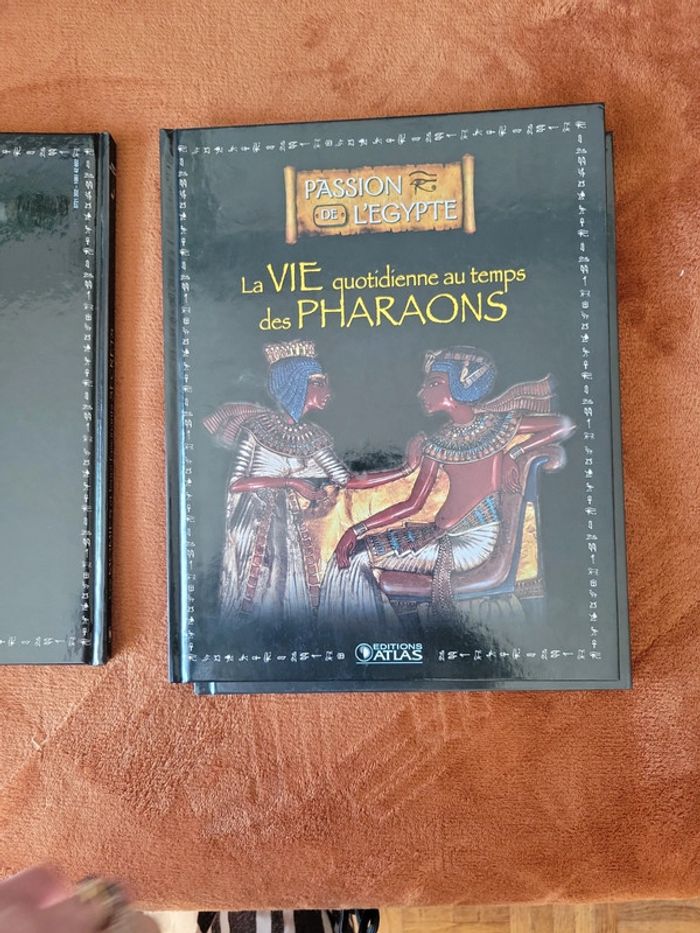 PASSION
DE L'EGYPTE
La VIE quotidienne au temps
des PHARAONS
EDITIONS
ATLAS